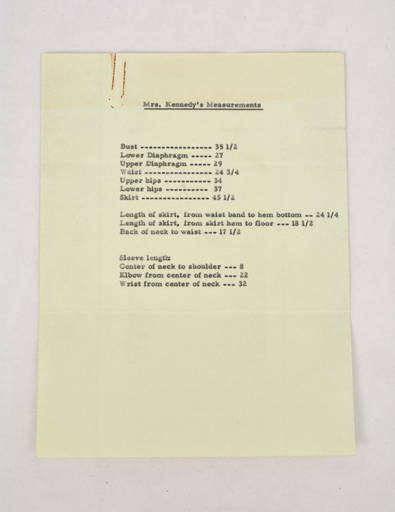 Mrs. Kennedy's Measurements
Bust ----------------- 35 1/2
Lower Diaphragm ----- 27
Upper Diaphragm ----- 29
Waist ---------------- 24 3/4
Upper hips ----------- 34
Lower hips ---------- 37
Skirt ---------------- 45 1/2
Length of skirt, from waist band to hem bottom -- 24 1/4
Length of skirt, from skirt hem to floor --- 18 1/2
Back of neck to waist --- 17 1/2
Sleeve length:
Center of neck to shoulder --- 8
Elbow from center of neck --- 22
Wrist from center of neck --- 32